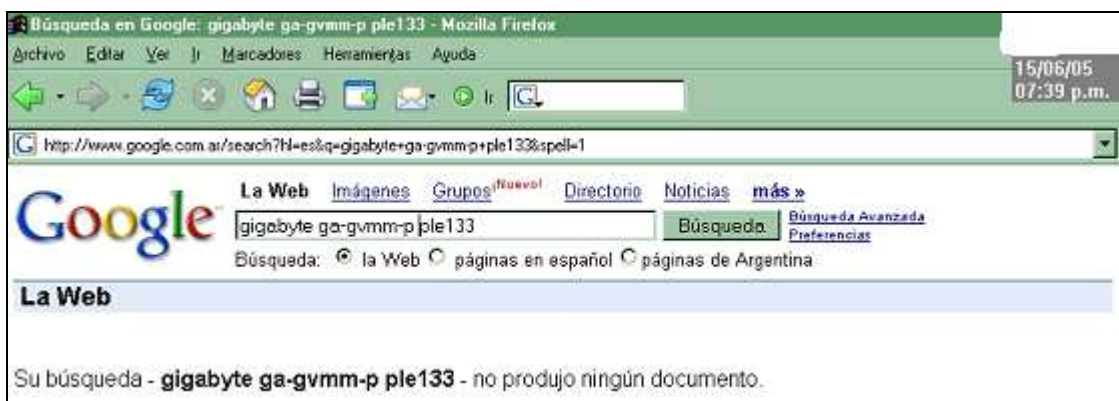 Búsqueda en Google: gigabyte ga-gvmm-p ple133 - Mozilla Firefox
Archivo Editar Ver Ir Marcadores Herramientas Ayuda
15/06/05
07:39 p.m.
Ir G
G http://www.google.com.ar/search?hl=es&q=gigabyte+ga-gvmm-p+ple133&spell=1
Google
La Web Imágenes Grupos ¡Nuevo! Directorio Noticias más »
gigabyte ga-gvmm-p ple133 Búsqueda Búsqueda Avanzada
Preferencias
Búsqueda: la Web páginas en español páginas de Argentina
La Web
Su búsqueda - gigabyte ga-gvmm-p ple133 - no produjo ningún documento.